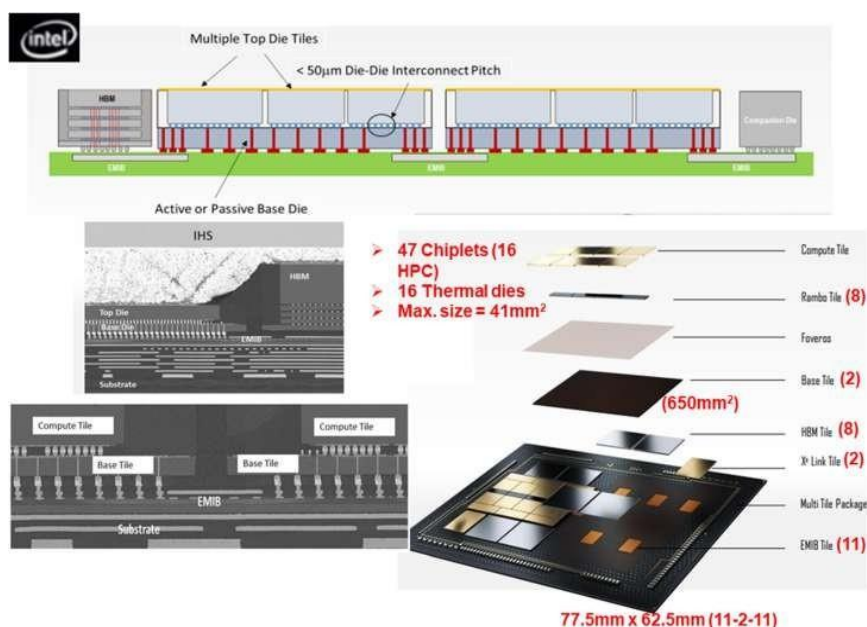 intel
Multiple Top Die Tiles
< 50µm Die-Die Interconnect Pitch
HBM
Companion Die
EMIB
EMIB
EMIB
Active or Passive Base Die
IHS
HBM
Top Die
Base Die
EMIB
Substrate
➤ 47 Chiplets (16
HPC)
➤ 16 Thermal dies
➤ Max. size = 41mm²
Compute Tile
Rambo Tile (8)
Foveros
Base Tile (2)
(650mm²)
HBM Tile (8)
Xᵉ Link Tile (2)
Multi Tile Package
EMIB Tile (11)
77.5mm x 62.5mm (11-2-11)
Compute Tile
Compute Tile
Base Tile
Base Tile
EMIB
Substrate